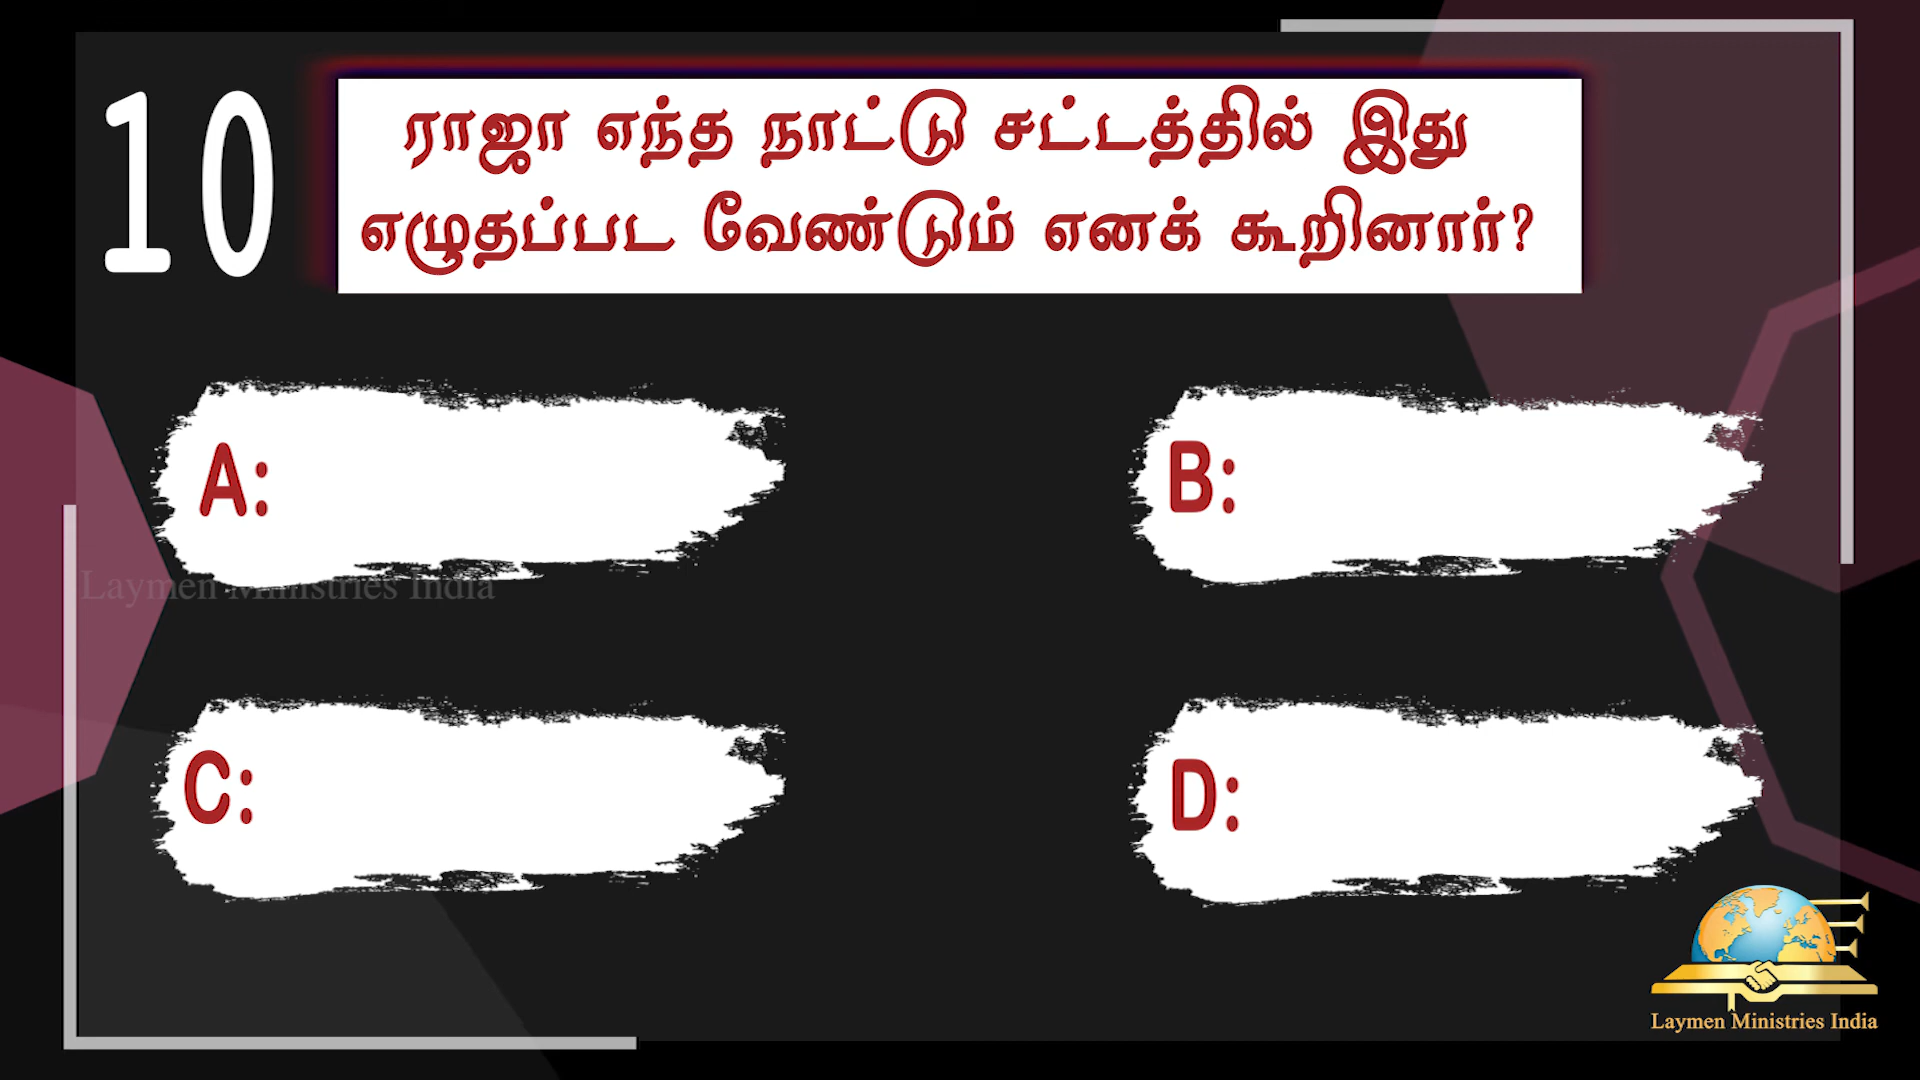 10
ராஜா எந்த நாட்டு சட்டத்தில் இது
எழுதப்பட வேண்டும் எனக் கூறினார்?
A:
B:
Laymen Ministries India
C:
D:
Laymen Ministries India